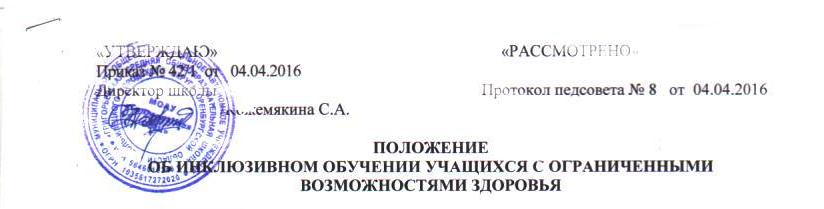 «УТВЕРЖДАЮ» «РАССМОТРЕНО»
Приказ № 42/1 от 04.04.2016
Директор школы Протокол педсовета № 8 от 04.04.2016
Кожемякина С.А.
МОАУ
ПОЛОЖЕНИЕ
ОБ ИНКЛЮЗИВНОМ ОБУЧЕНИИ УЧАЩИХСЯ С ОГРАНИЧЕННЫМИ
ВОЗМОЖНОСТЯМИ ЗДОРОВЬЯ